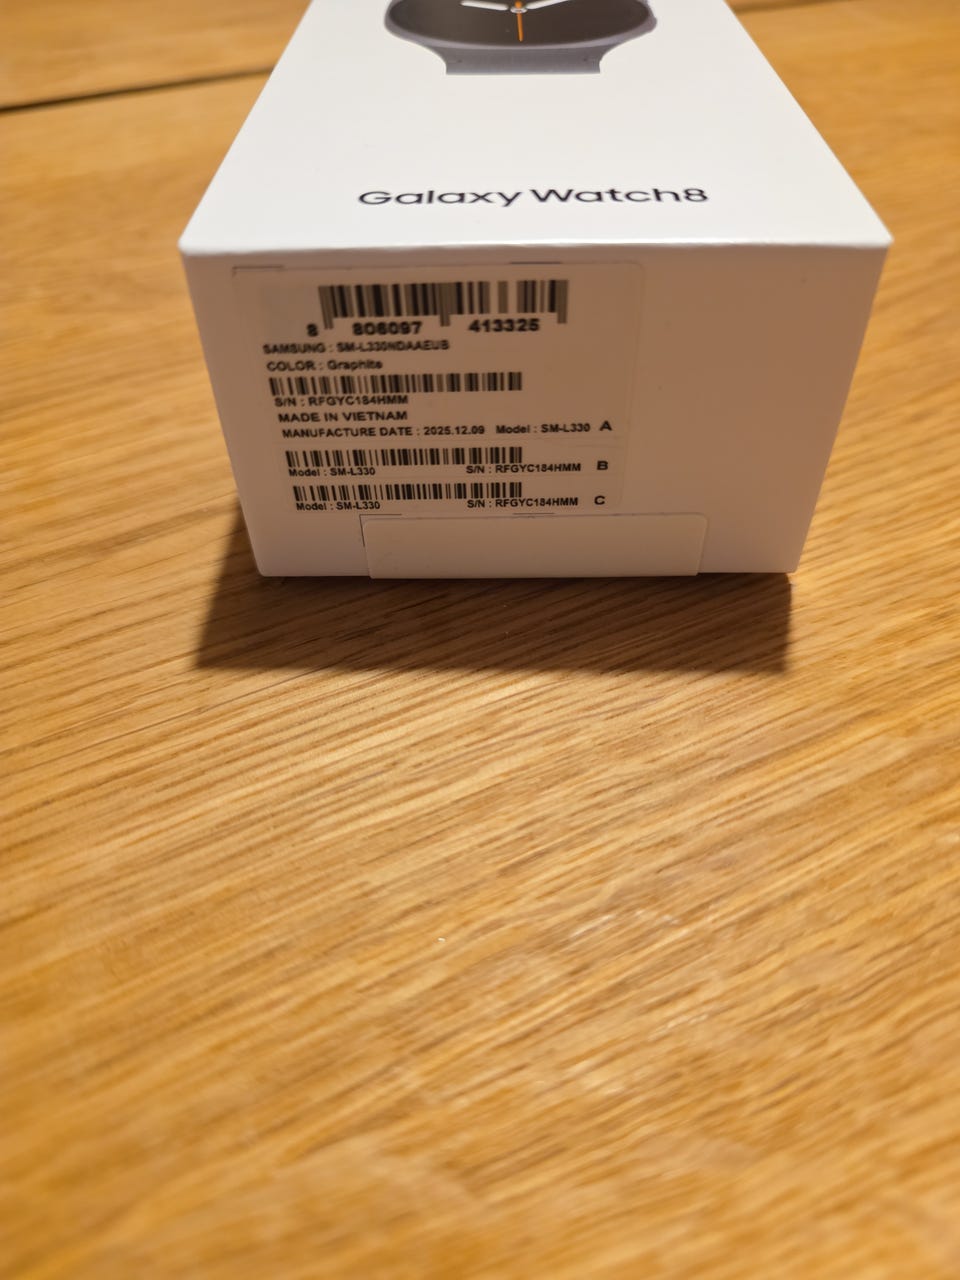 Galaxy Watch8
8 806097 413325
SAMSUNG : SM-L330NDAAEUB
COLOR : Graphite
S/N : RFGYC184HMM
MADE IN VIETNAM
MANUFACTURE DATE : 2025.12.09 Model : SM-L330 A
Model : SM-L330 S/N : RFGYC184HMM B
Model : SM-L330 S/N : RFGYC184HMM C